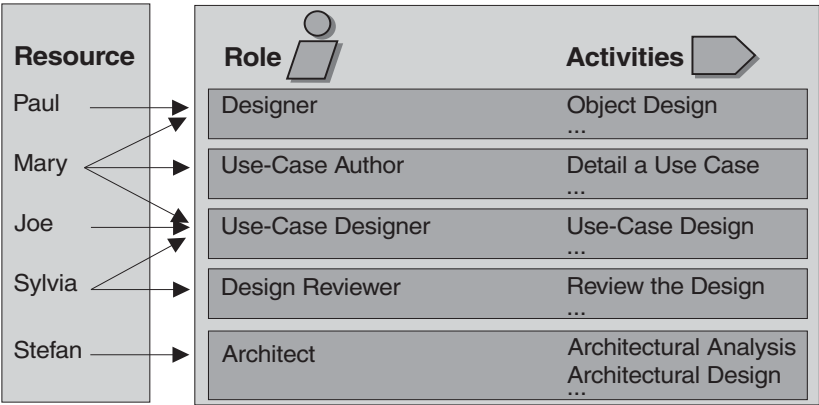 Resource
Role
Activities
Paul
Designer
Object Design
...
Mary
Use-Case Author
Detail a Use Case
...
Joe
Use-Case Designer
Use-Case Design
...
Sylvia
Design Reviewer
Review the Design
...
Stefan
Architect
Architectural Analysis
Architectural Design
...